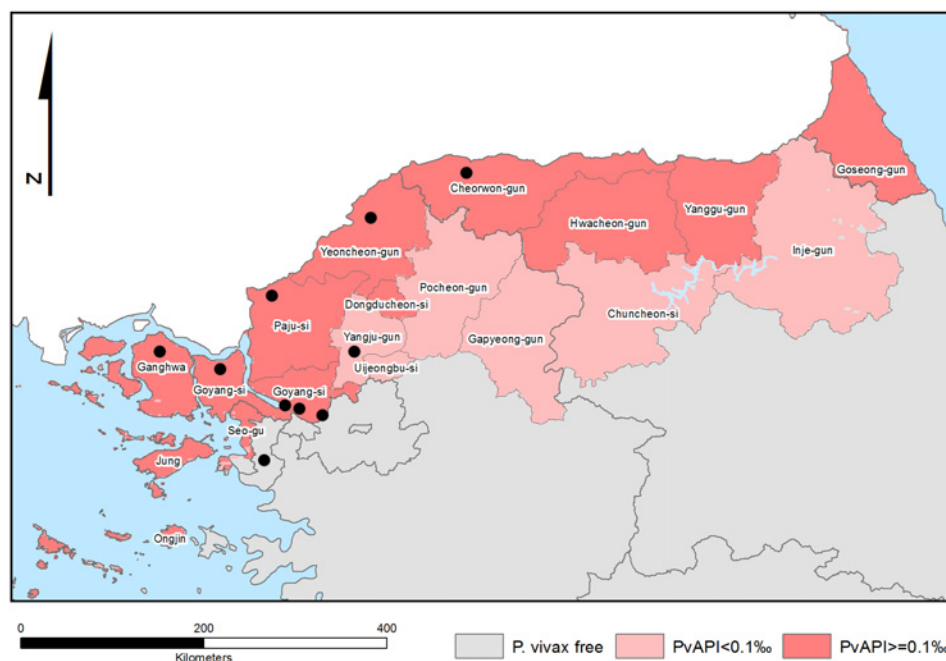 Z
Goseong-gun
Cheorwon-gun
Hwacheon-gun
Yanggu-gun
Yeoncheon-gun
Inje-gun
Pocheon-gun
Dongducheon-si
Chuncheon-si
Paju-si
Yangju-gun
Gapyeong-gun
Ganghwa
Uijeongbu-si
Goyang-si
Goyang-si
Seo-gu
Jung
Ongjin
0 200 400
Kilometers
P. vivax free
PvAPI<0.1‰
PvAPI>=0.1‰